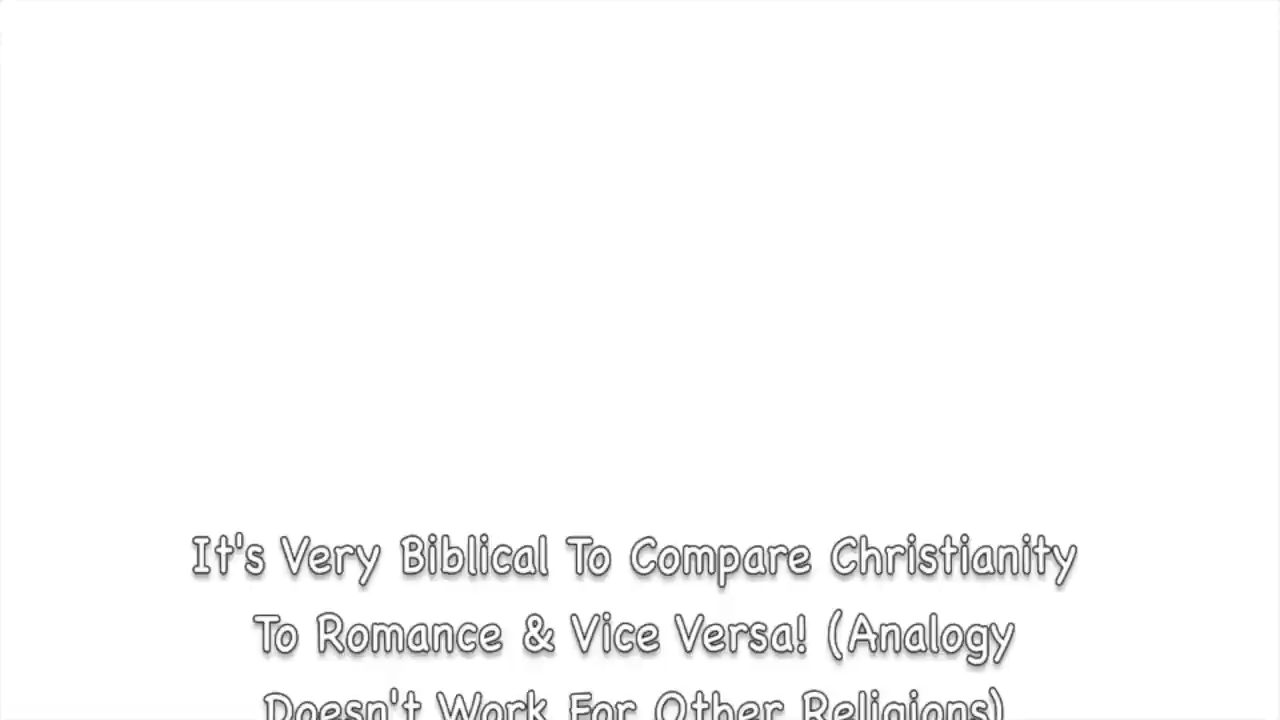 It's Very Biblical To Compare Christianity
To Romance & Vice Versa! (Analogy
Doesn't Work For Other Religions)